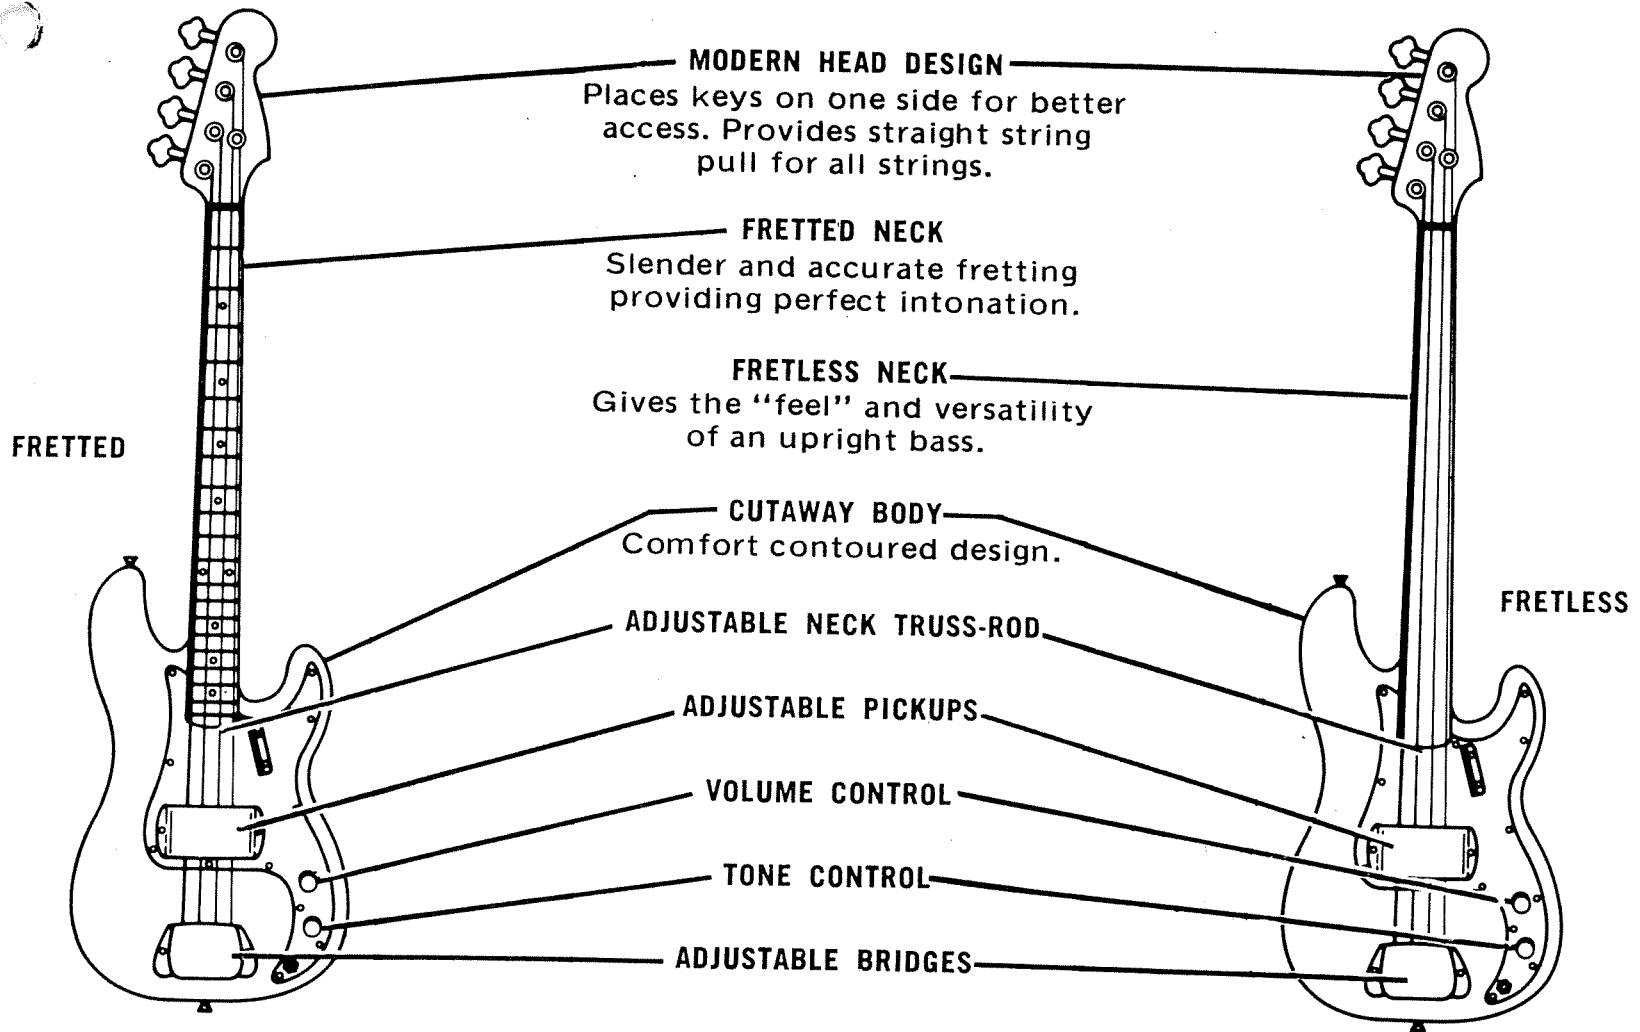 MODERN HEAD DESIGN
Places keys on one side for better
access. Provides straight string
pull for all strings.
FRETTED NECK
Slender and accurate fretting
providing perfect intonation.
FRETLESS NECK
Gives the “feel” and versatility
of an upright bass.
FRETTED
CUTAWAY BODY
Comfort contoured design.
FRETLESS
ADJUSTABLE NECK TRUSS-ROD
ADJUSTABLE PICKUPS
VOLUME CONTROL
TONE CONTROL
ADJUSTABLE BRIDGES